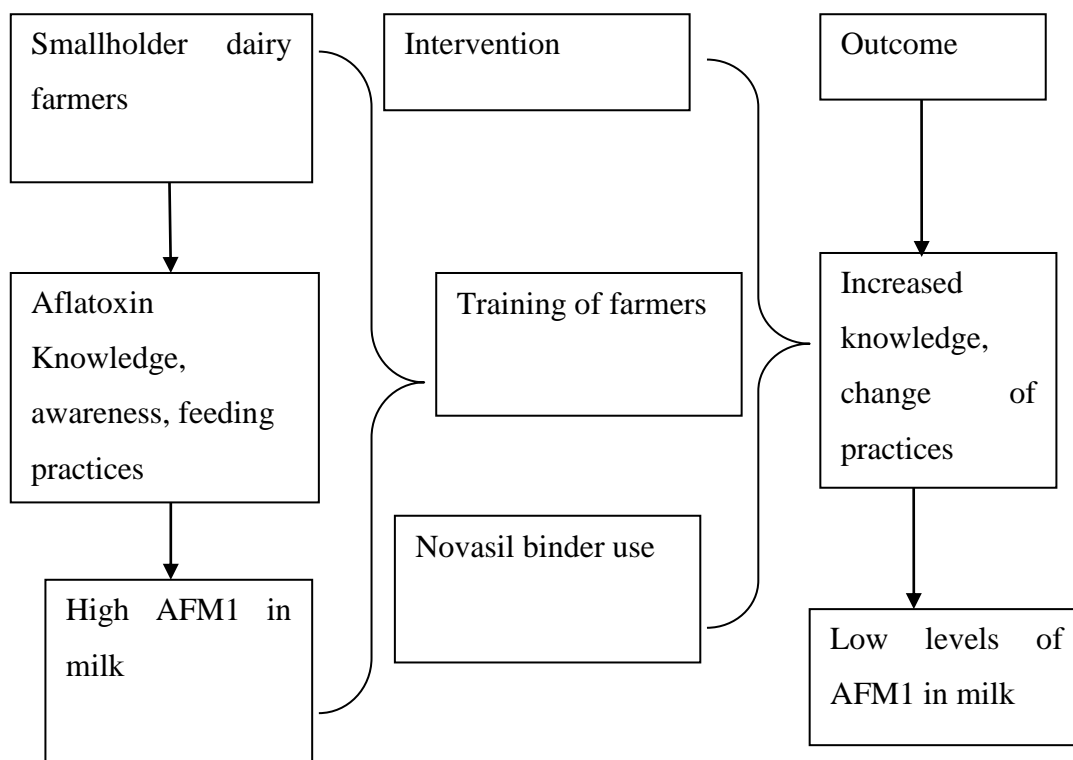 Smallholder dairy
farmers
Aflatoxin
Knowledge,
awareness, feeding
practices
High AFM1 in
milk
Intervention
Training of farmers
Novasil binder use
Outcome
Increased
knowledge,
change of
practices
Low levels of
AFM1 in milk